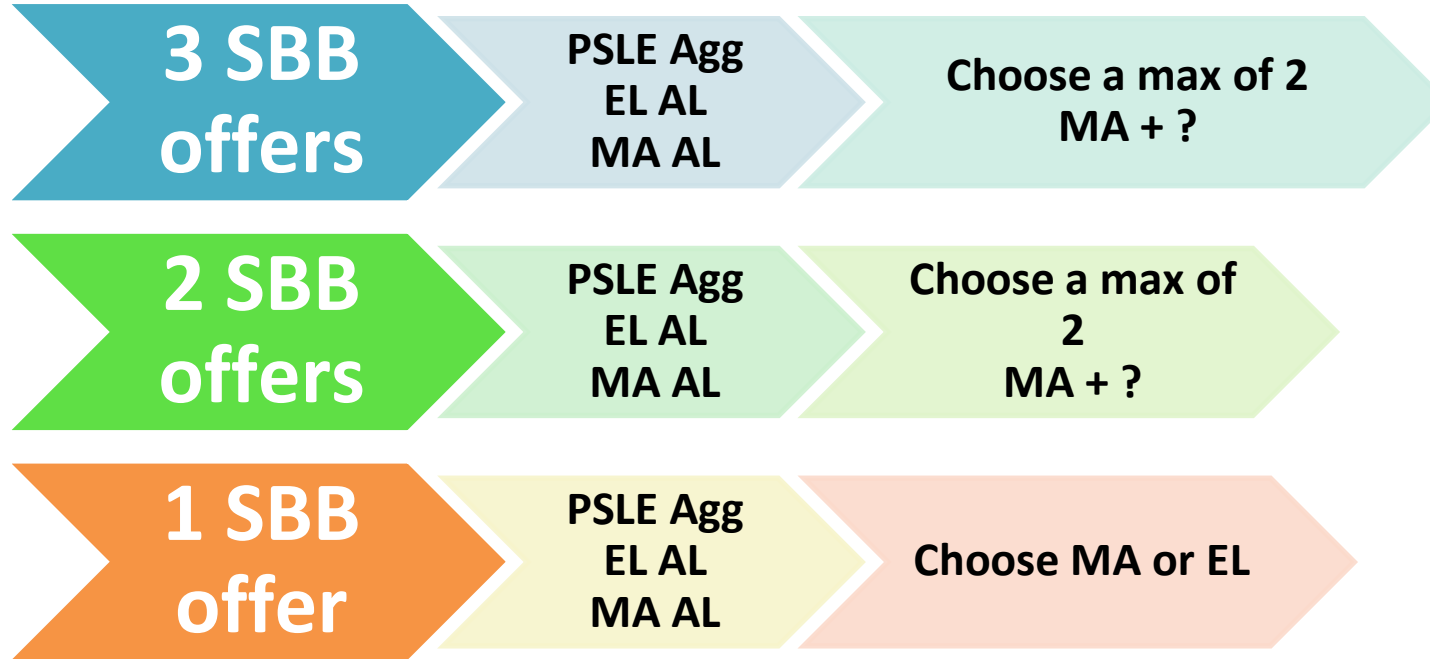 3 SBB
offers
PSLE Agg
EL AL
MA AL
Choose a max of 2
MA + ?
2 SBB
offers
PSLE Agg
EL AL
MA AL
Choose a max of
2
MA + ?
1 SBB
offer
PSLE Agg
EL AL
MA AL
Choose MA or EL